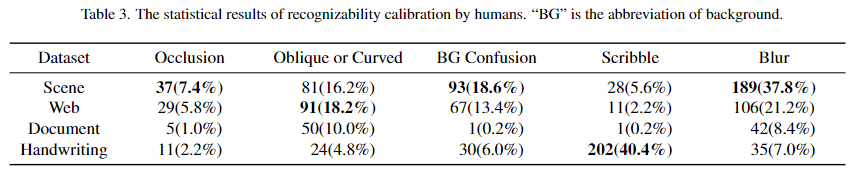 Table 3. The statistical results of recognizability calibration by humans. “BG” is the abbreviation of background.
Dataset Occlusion Oblique or Curved BG Confusion Scribble Blur
Scene 37(7.4%) 81(16.2%) 93(18.6%) 28(5.6%) 189(37.8%)
Web 29(5.8%) 91(18.2%) 67(13.4%) 11(2.2%) 106(21.2%)
Document 5(1.0%) 50(10.0%) 1(0.2%) 1(0.2%) 42(8.4%)
Handwriting 11(2.2%) 24(4.8%) 30(6.0%) 202(40.4%) 35(7.0%)